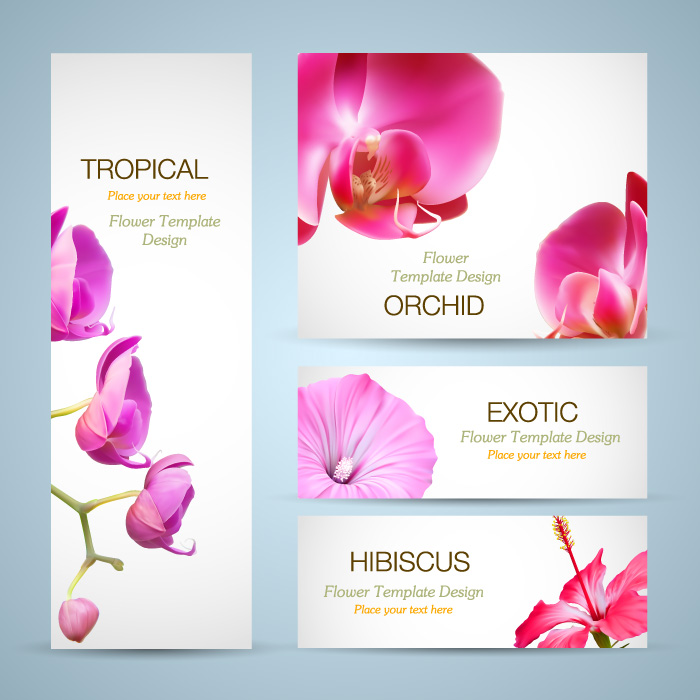 TROPICAL
Place your text here
Flower Template
Design
Flower
Template Design
ORCHID
EXOTIC
Flower Template Design
Place your text here
HIBISCUS
Flower Template Design
Place your text here